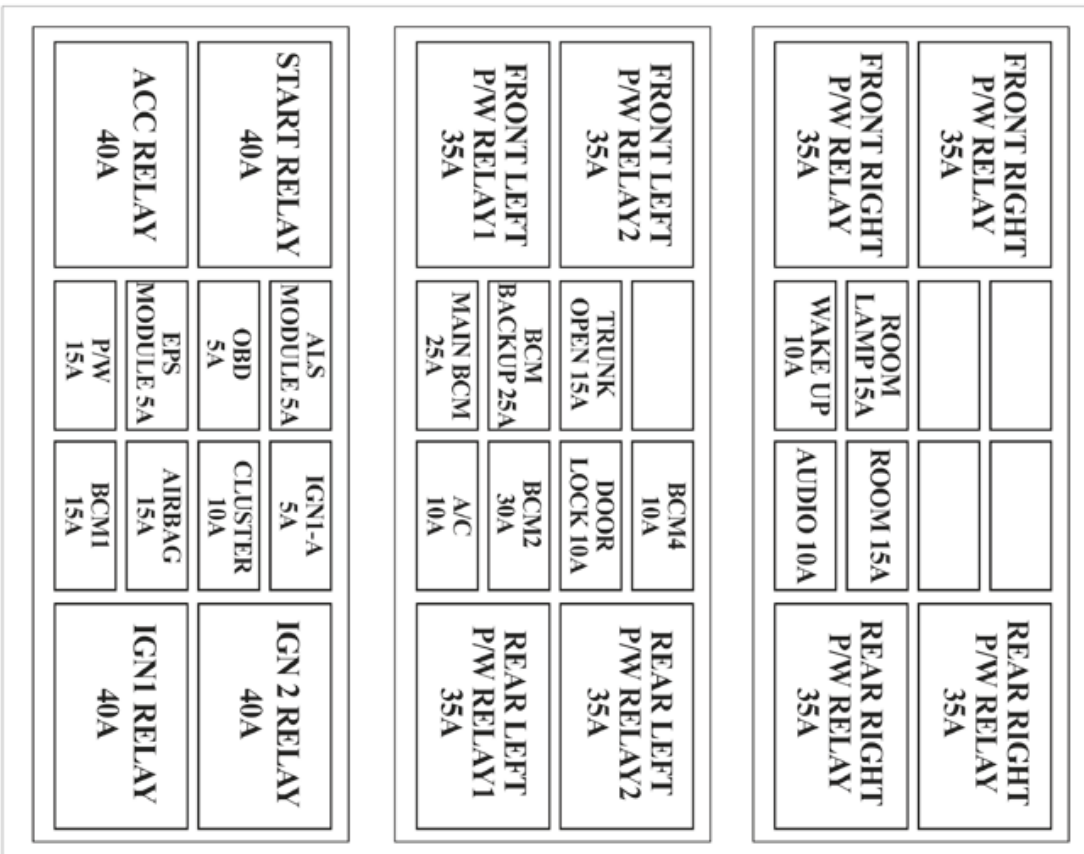 ACC RELAY
40A
START RELAY
40A
P/W
15A
EPS
MODULE 5A
OBD
5A
ALS
MODULE 5A
BCM1
15A
AIRBAG
15A
CLUSTER
10A
IGN1-A
5A
IGN1 RELAY
40A
IGN 2 RELAY
40A
FRONT LEFT
P/W RELAY1
35A
FRONT LEFT
P/W RELAY2
35A
MAIN BCM
25A
BCM
BACKUP 25A
TRUNK
OPEN 15A
A/C
10A
BCM2
30A
DOOR
LOCK 10A
BCM4
10A
REAR LEFT
P/W RELAY1
35A
REAR LEFT
P/W RELAY2
35A
FRONT RIGHT
P/W RELAY
35A
FRONT RIGHT
P/W RELAY
35A
WAKE UP
10A
ROOM
LAMP 15A
AUDIO 10A
ROOM 15A
REAR RIGHT
P/W RELAY
35A
REAR RIGHT
P/W RELAY
35A